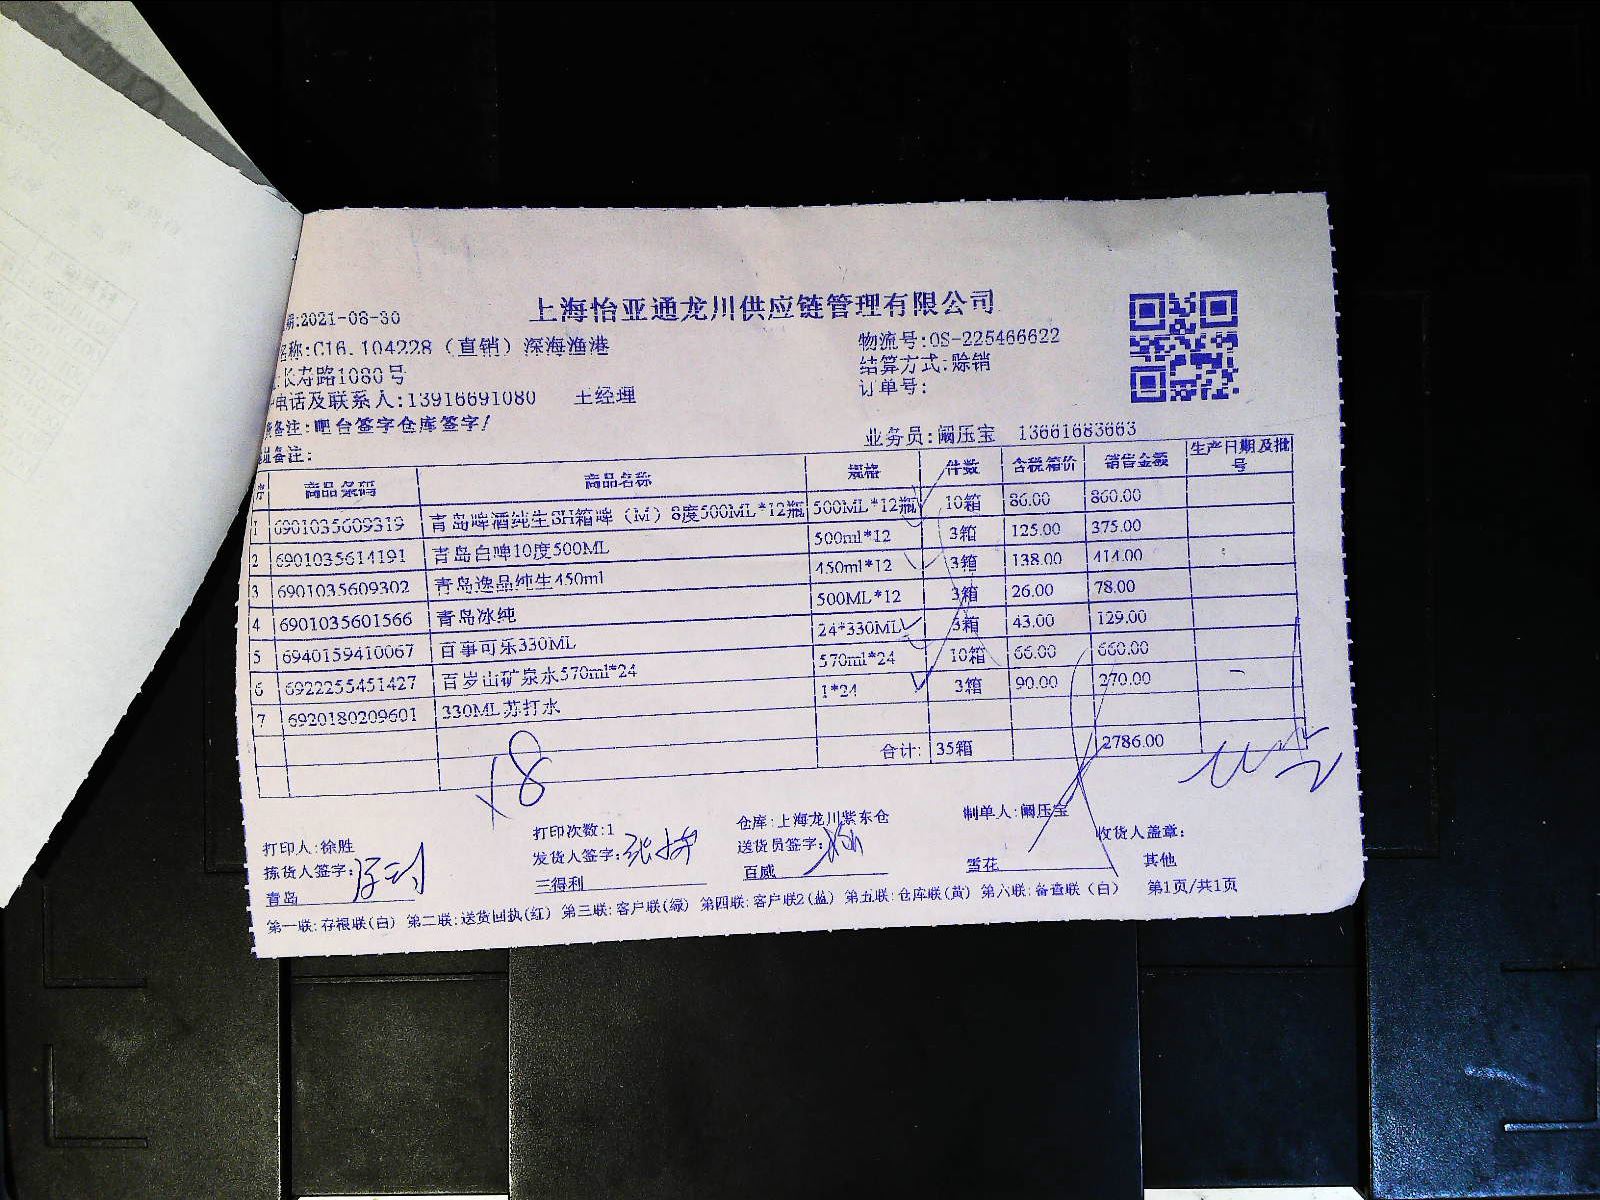 上海怡亚通龙川供应链管理有限公司
期:2021-08-30
名称:C16.104228（直销）深海渔港
物流号:OS-225466622
长寿路1080号
结算方式:赊销
电话及联系人:13916691080 王经理
订单号:
备注:吧台签字仓库签字/
业务员:阚压宝 13661683663
备注:
序 商品条码 商品名称 规格 件数 含税箱价 销售金额 生产日期及批号
1 6901035609319 青岛啤酒纯生SH箱啤（M）8度500ML*12瓶 500ML*12瓶 10箱 86.00 860.00
2 6901035614191 青岛白啤10度500ML 500ml*12 3箱 125.00 375.00
3 6901035609302 青岛逸品纯生450ml 450ml*12 3箱 138.00 414.00
4 6901035601566 青岛冰纯 500ML*12 3箱 26.00 78.00
5 6940159410067 百事可乐330ML 24*330ML 3箱 43.00 129.00
6 6922255451427 百岁山矿泉水570ml*24 570ml*24 10箱 66.00 660.00
7 6920180209601 330ML苏打水 1*24 3箱 90.00 270.00
合计: 35箱 2786.00
打印人:徐胜 打印次数:1 仓库:上海龙川紫东仓 制单人:阚压宝 收货人盖章:
拣货人签字: 发货人签字: 送货员签字:
青岛 三得利 百威 雪花 其他
第一联:存根联(白) 第二联:送货回执(红) 第三联:客户联(绿) 第四联:客户联2(蓝) 第五联:仓库联(黄) 第六联:备查联（白） 第1页/共1页